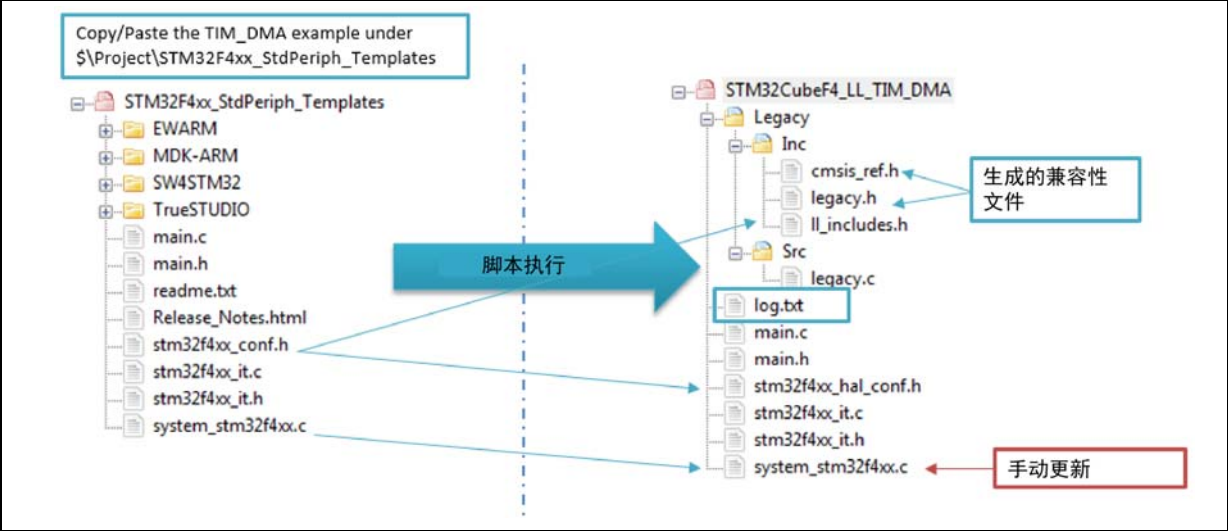 Copy/Paste the TIM_DMA example under
$\Project\STM32F4xx_StdPeriph_Templates
STM32F4xx_StdPeriph_Templates
EWARM
MDK-ARM
SW4STM32
TrueSTUDIO
main.c
main.h
readme.txt
Release_Notes.html
stm32f4xx_conf.h
stm32f4xx_it.c
stm32f4xx_it.h
system_stm32f4xx.c
脚本执行
STM32CubeF4_LL_TIM_DMA
Legacy
Inc
cmsis_ref.h
legacy.h
ll_includes.h
Src
legacy.c
log.txt
main.c
main.h
stm32f4xx_hal_conf.h
stm32f4xx_it.c
stm32f4xx_it.h
system_stm32f4xx.c
生成的兼容性
文件
手动更新